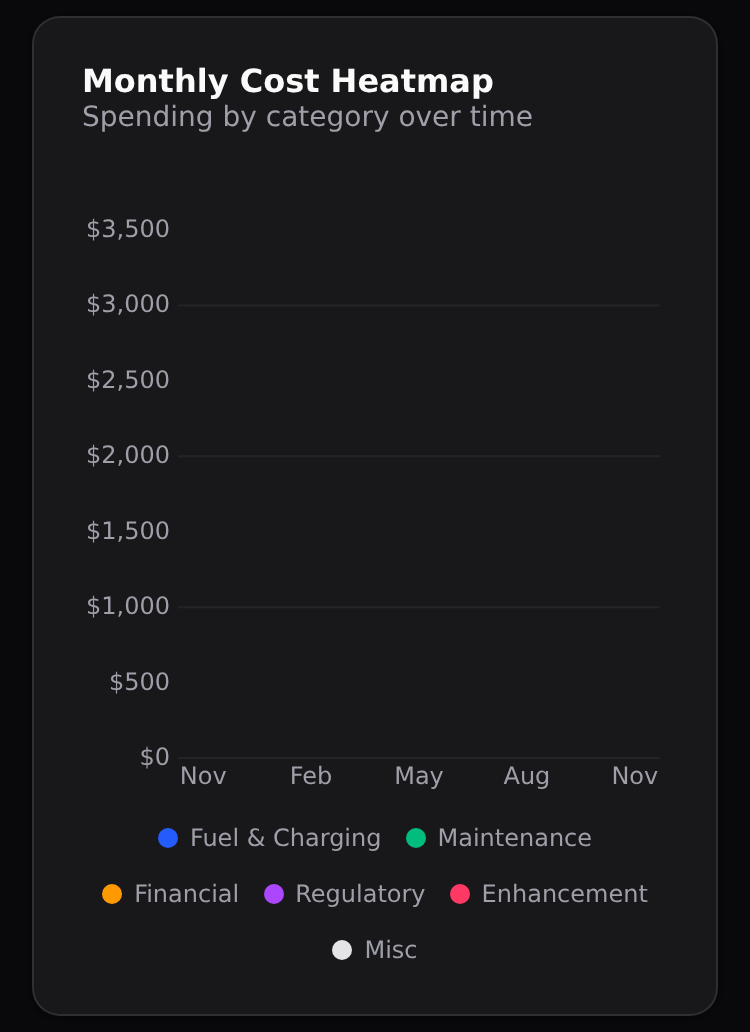 Monthly Cost Heatmap
Spending by category over time
$3,500
$3,000
$2,500
$2,000
$1,500
$1,000
$500
$0
Nov Feb May Aug Nov
Fuel & Charging Maintenance
Financial Regulatory Enhancement
Misc